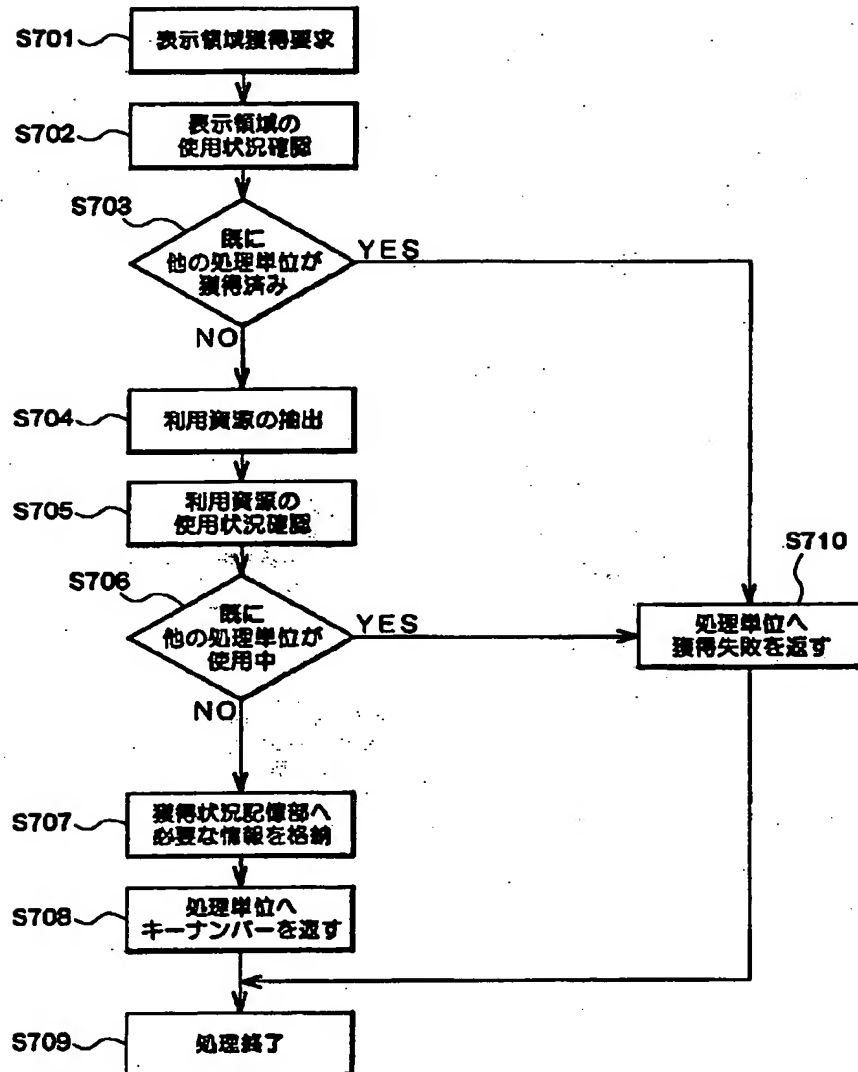 S701
表示領域獲得要求
S702
表示領域の
使用状況確認
S703
既に
他の処理単位が
獲得済み
YES
NO
S704
利用資源の抽出
S705
利用資源の
使用状況確認
S706
既に
他の処理単位が
使用中
YES
NO
S710
処理単位へ
獲得失敗を返す
S707
獲得状況記憶部へ
必要な情報を格納
S708
処理単位へ
キーナンバーを返す
S709
処理終了